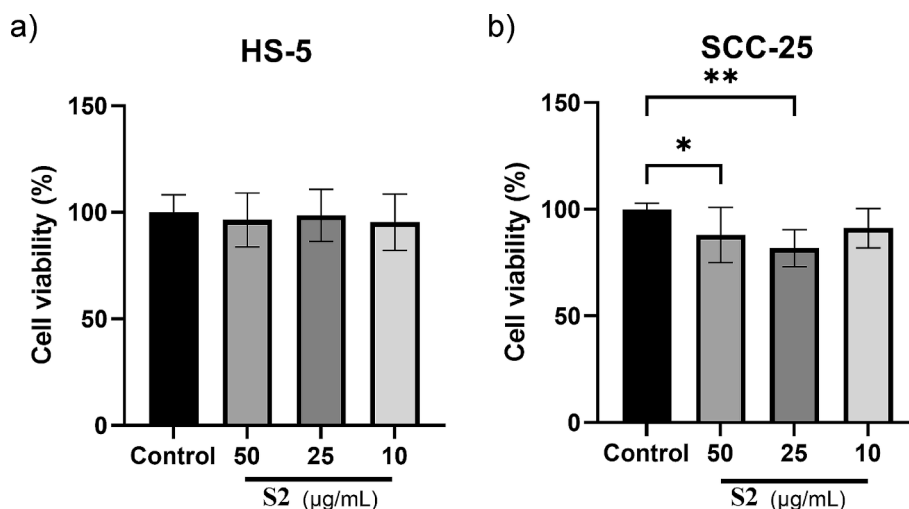 a)
HS-5
Cell viability (%)
150
100
50
0
Control 50 25 10
S2 (µg/mL)
b)
SCC-25
**
*
Cell viability (%)
150
100
50
0
Control 50 25 10
S2 (µg/mL)